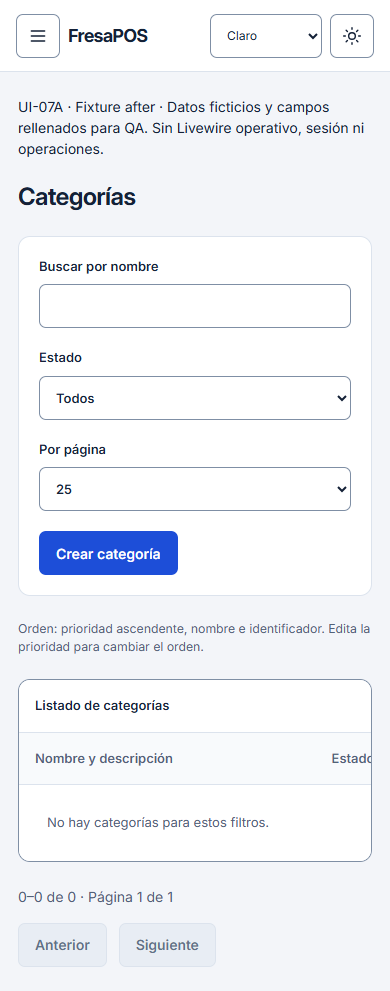 FresaPOS
Claro
UI-07A · Fixture after · Datos ficticios y campos
rellenados para QA. Sin Livewire operativo, sesión ni
operaciones.
Categorías
Buscar por nombre
Estado
Todos
Por página
25
Crear categoría
Orden: prioridad ascendente, nombre e identificador. Edita la
prioridad para cambiar el orden.
Listado de categorías
Nombre y descripción Estado
No hay categorías para estos filtros.
0–0 de 0 · Página 1 de 1
Anterior
Siguiente